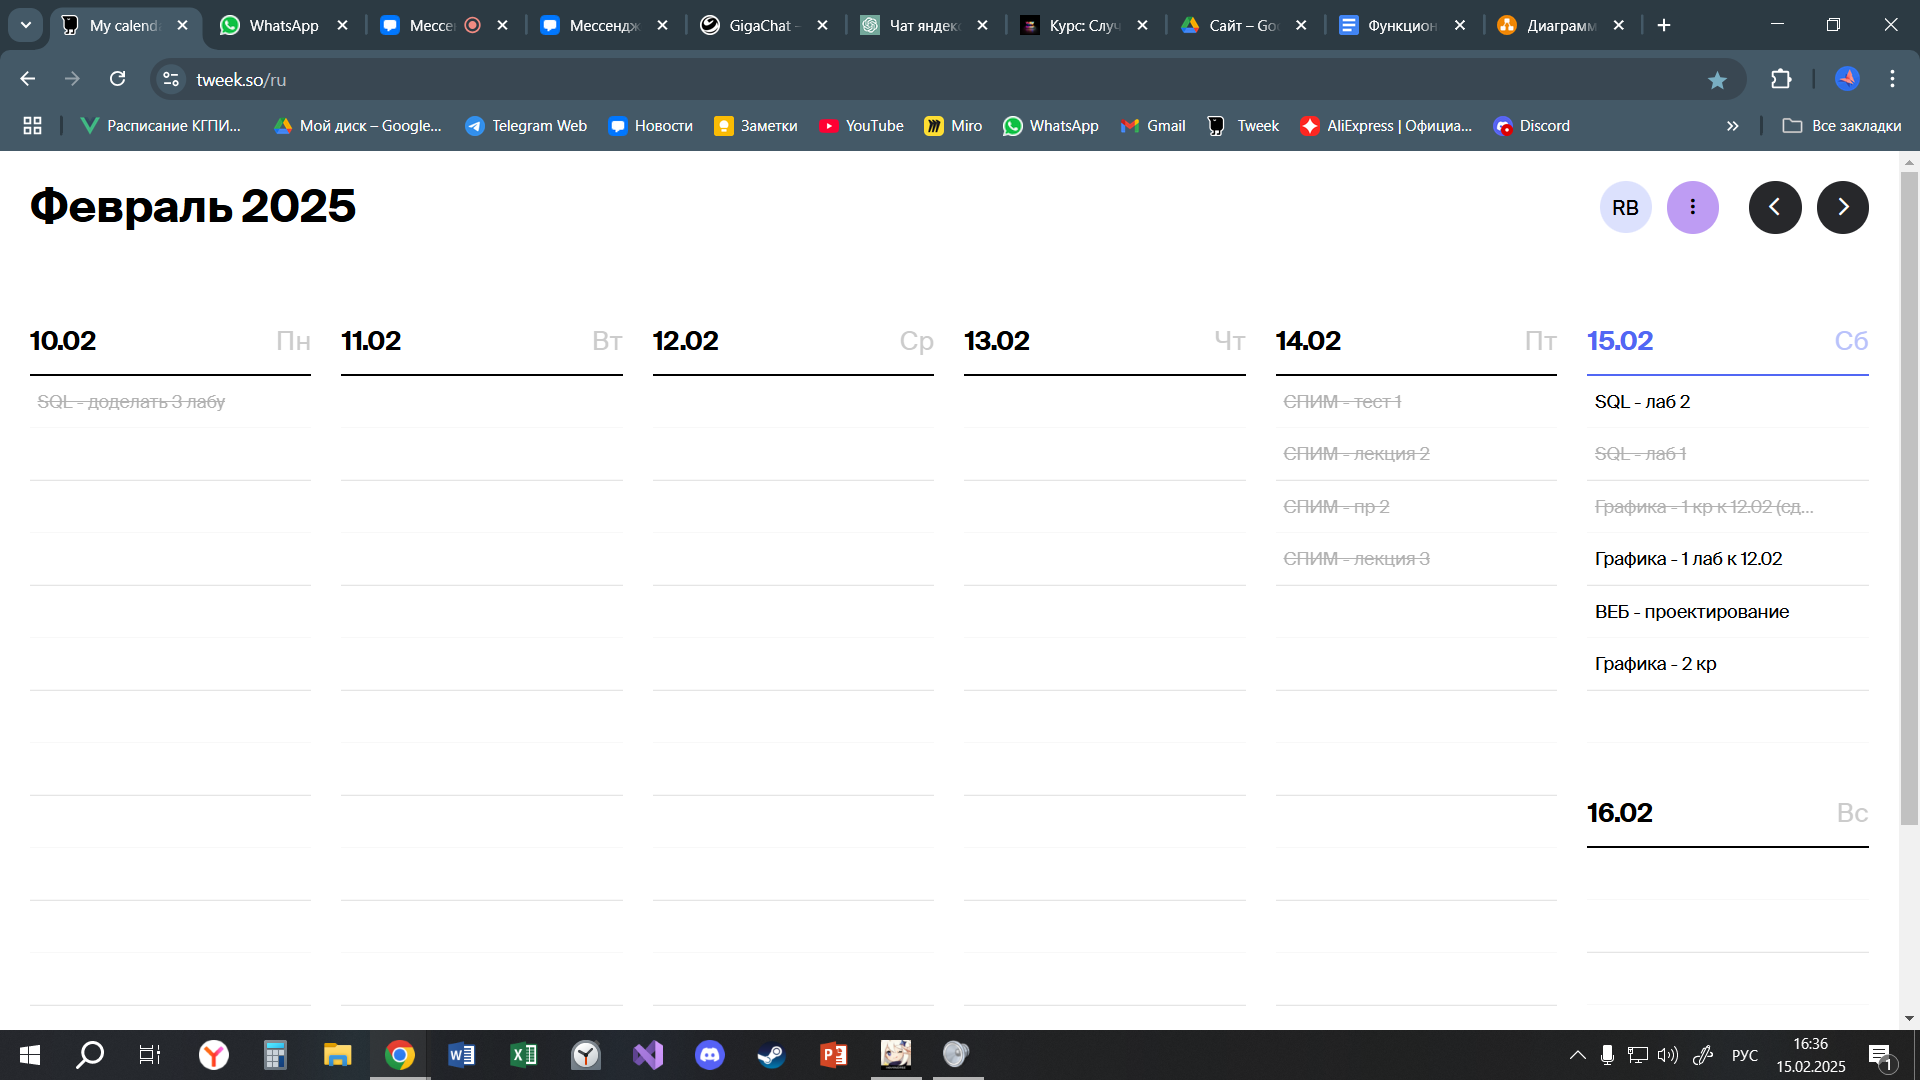 My calenda
WhatsApp
Мессе
Мессендж
GigaChat -
Чат яндекс
Курс: Случ
Сайт – Goo
Функцион
Диаграмм
tweek.so/ru
Расписание КГПИ...
Мой диск – Google...
Telegram Web
Новости
Заметки
YouTube
Miro
WhatsApp
Gmail
Tweek
AliExpress | Официа...
Discord
Все закладки
Февраль 2025
RB
10.02 Пн
SQL - доделать 3 лабу
11.02 Вт
12.02 Ср
13.02 Чт
14.02 Пт
СПИМ - тест 1
СПИМ - лекция 2
СПИМ - пр 2
СПИМ - лекция 3
15.02 Сб
SQL - лаб 2
SQL - лаб 1
Графика - 1 кр к 12.02 (сд...
Графика - 1 лаб к 12.02
ВЕБ - проектирование
Графика - 2 кр
16.02 Вс
РУС
16:36
15.02.2025
1